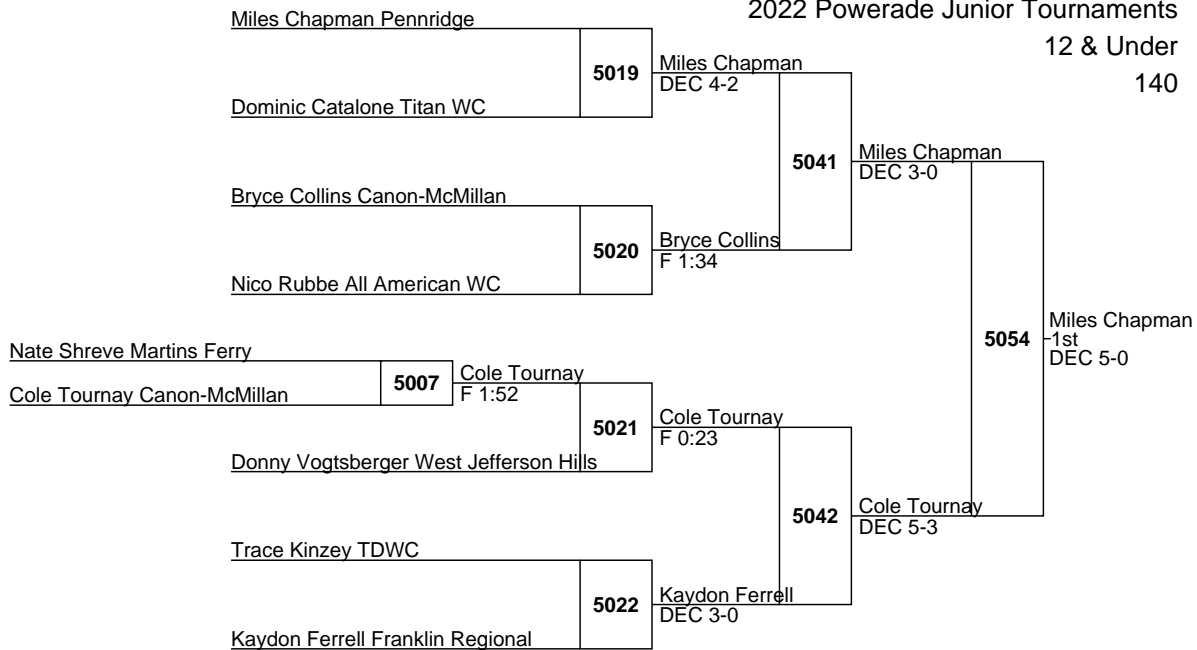 2022 Powerade Junior Tournaments
12 & Under
140
Miles Chapman Pennridge
5019
Miles Chapman
DEC 4-2
Dominic Catalone Titan WC
5041
Miles Chapman
DEC 3-0
Bryce Collins Canon-McMillan
5020
Bryce Collins
F 1:34
Nico Rubbe All American WC
5054
Miles Chapman
1st
DEC 5-0
Nate Shreve Martins Ferry
5007
Cole Tournay
F 1:52
Cole Tournay Canon-McMillan
5021
Cole Tournay
F 0:23
Donny Vogtsberger West Jefferson Hills
5042
Cole Tournay
DEC 5-3
Trace Kinzey TDWC
5022
Kaydon Ferrell
DEC 3-0
Kaydon Ferrell Franklin Regional